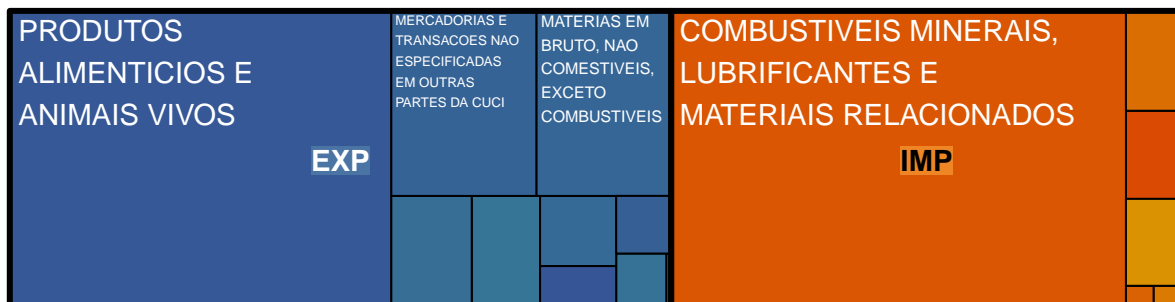 PRODUTOS
ALIMENTICIOS E
ANIMAIS VIVOS
EXP
MERCADORIAS E
TRANSACOES NAO
ESPECIFICADAS
EM OUTRAS
PARTES DA CUCI
MATERIAS EM
BRUTO, NAO
COMESTIVEIS,
EXCETO
COMBUSTIVEIS
COMBUSTIVEIS MINERAIS,
LUBRIFICANTES E
MATERIAIS RELACIONADOS
IMP